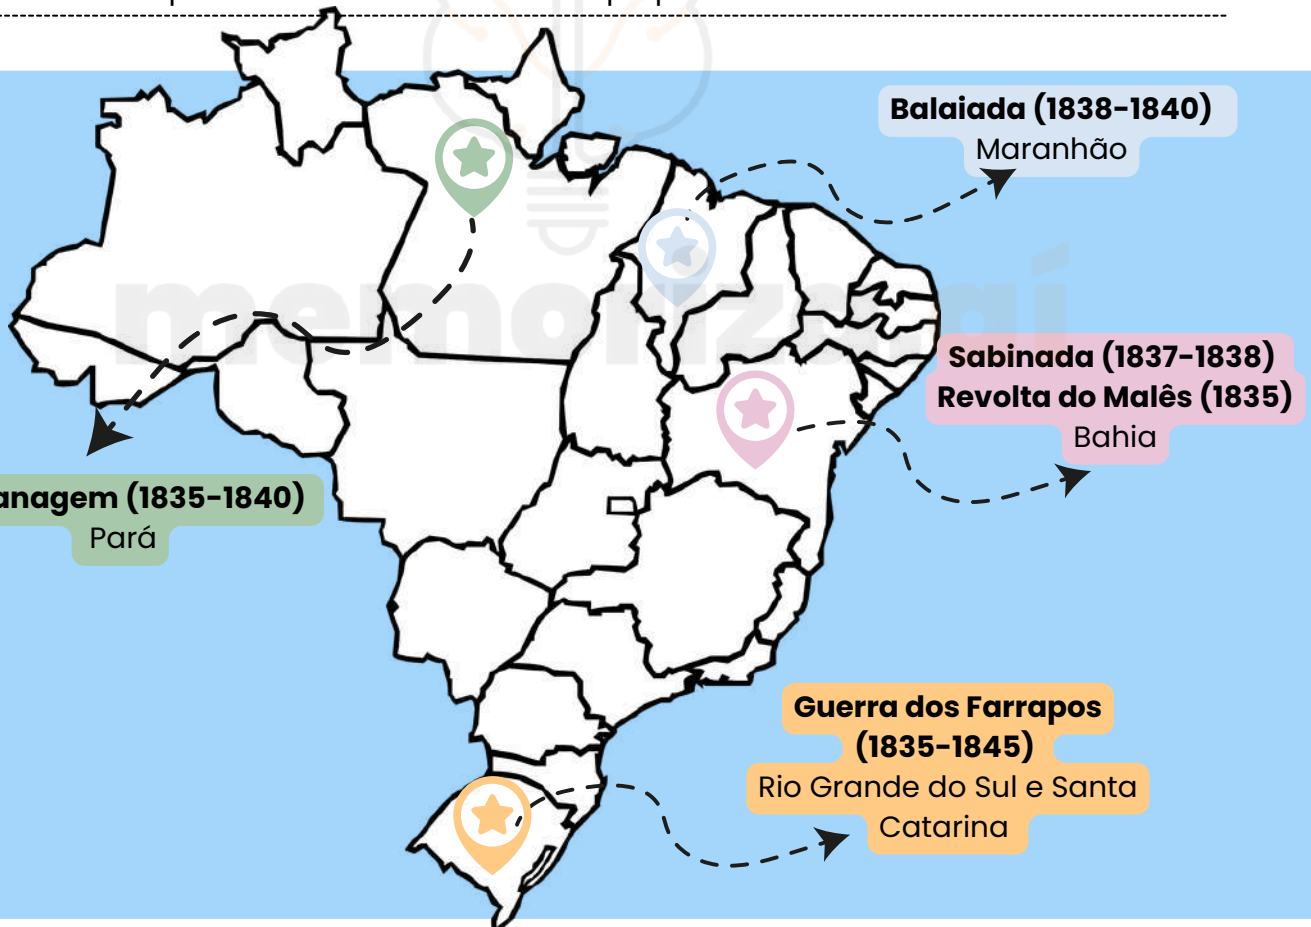 Balaiada (1838-1840)
Maranhão
memorizaaí
Sabinada (1837-1838)
Revolta do Malês (1835)
Bahia
anagem (1835-1840)
Pará
Guerra dos Farrapos
(1835-1845)
Rio Grande do Sul e Santa
Catarina